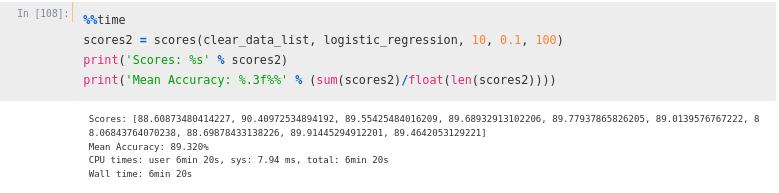 In [108]:
%%time
scores2 = scores(clear_data_list, logistic_regression, 10, 0.1, 100)
print('Scores: %s' % scores2)
print('Mean Accuracy: %.3f%%' % (sum(scores2)/float(len(scores2))))
Scores: [88.60873480414227, 90.40972534894192, 89.55425484016209, 89.68932913102206, 89.77937865826205, 89.0139576767222, 8
8.06843764070238, 88.69878433138226, 89.91445294912201, 89.4642053129221]
Mean Accuracy: 89.320%
CPU times: user 6min 20s, sys: 7.94 ms, total: 6min 20s
Wall time: 6min 20s